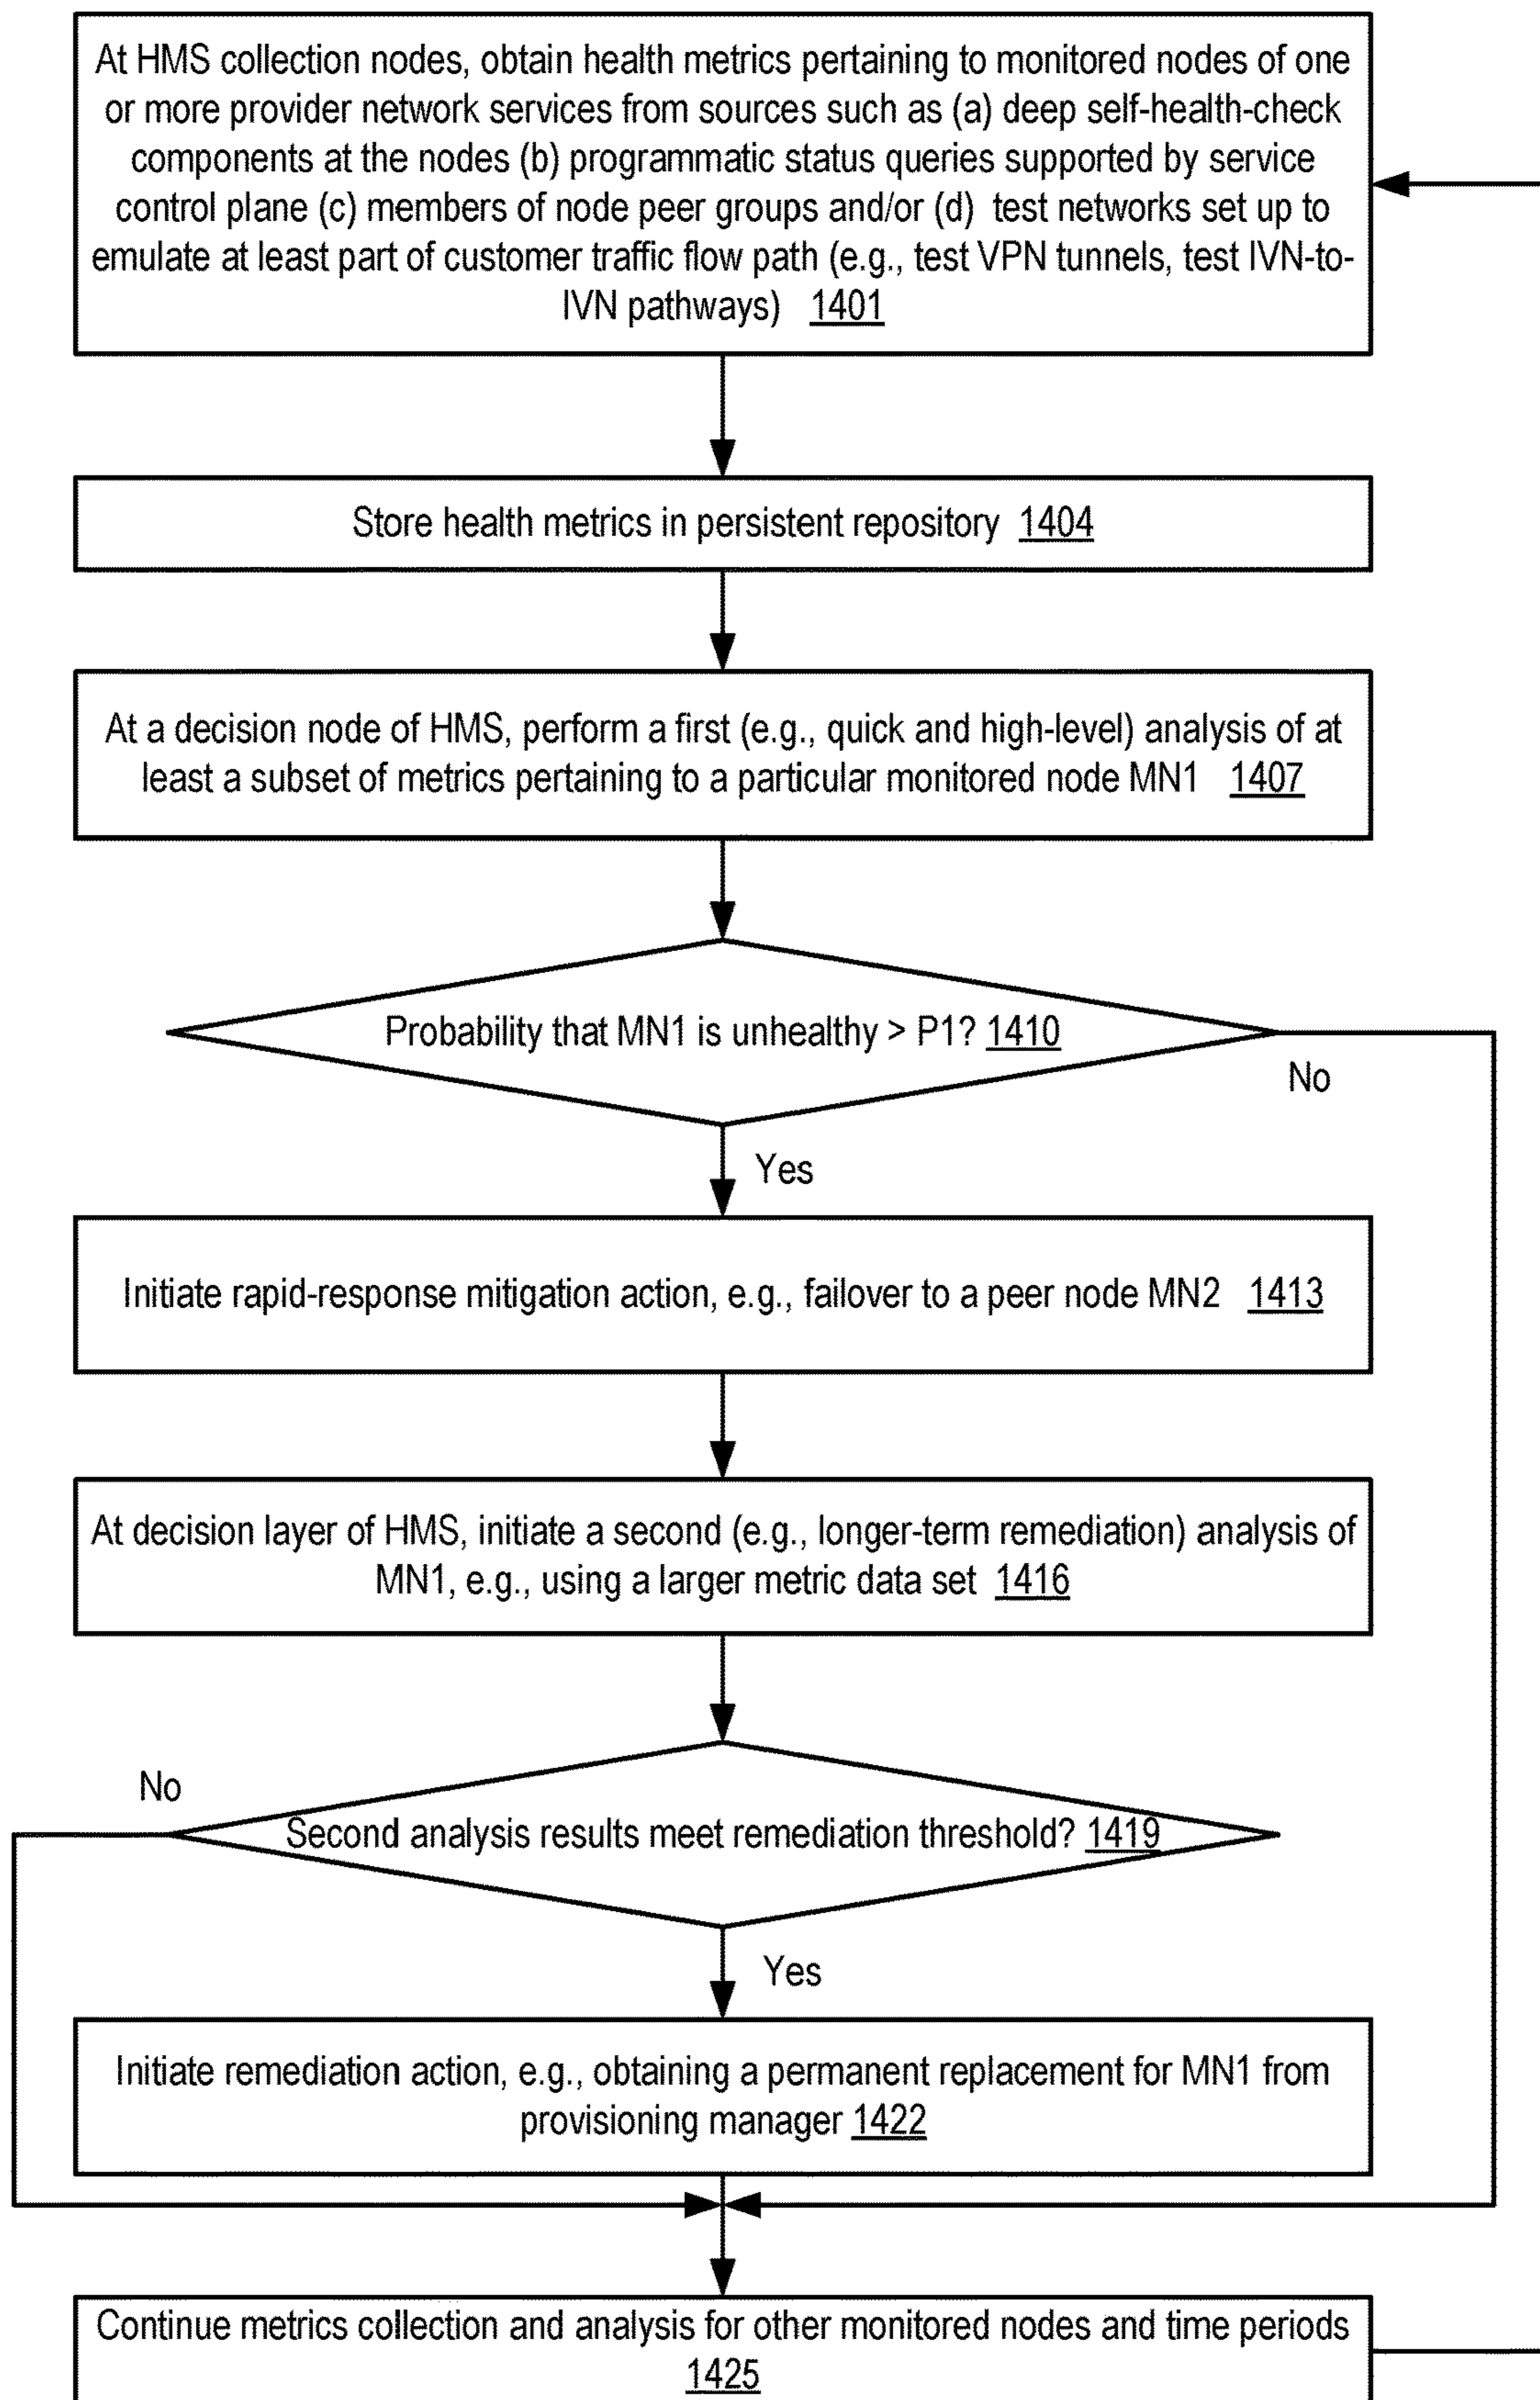 At HMS collection nodes, obtain health metrics pertaining to monitored nodes of one
or more provider network services from sources such as (a) deep self-health-check
components at the nodes (b) programmatic status queries supported by service
control plane (c) members of node peer groups and/or (d) test networks set up to
emulate at least part of customer traffic flow path (e.g., test VPN tunnels, test IVN-to-
IVN pathways) 1401
Store health metrics in persistent repository 1404
At a decision node of HMS, perform a first (e.g., quick and high-level) analysis of at
least a subset of metrics pertaining to a particular monitored node MN1 1407
Probability that MN1 is unhealthy > P1? 1410
No
Yes
Initiate rapid-response mitigation action, e.g., failover to a peer node MN2 1413
At decision layer of HMS, initiate a second (e.g., longer-term remediation) analysis of
MN1, e.g., using a larger metric data set 1416
No
Second analysis results meet remediation threshold? 1419
Yes
Initiate remediation action, e.g., obtaining a permanent replacement for MN1 from
provisioning manager 1422
Continue metrics collection and analysis for other monitored nodes and time periods
1425